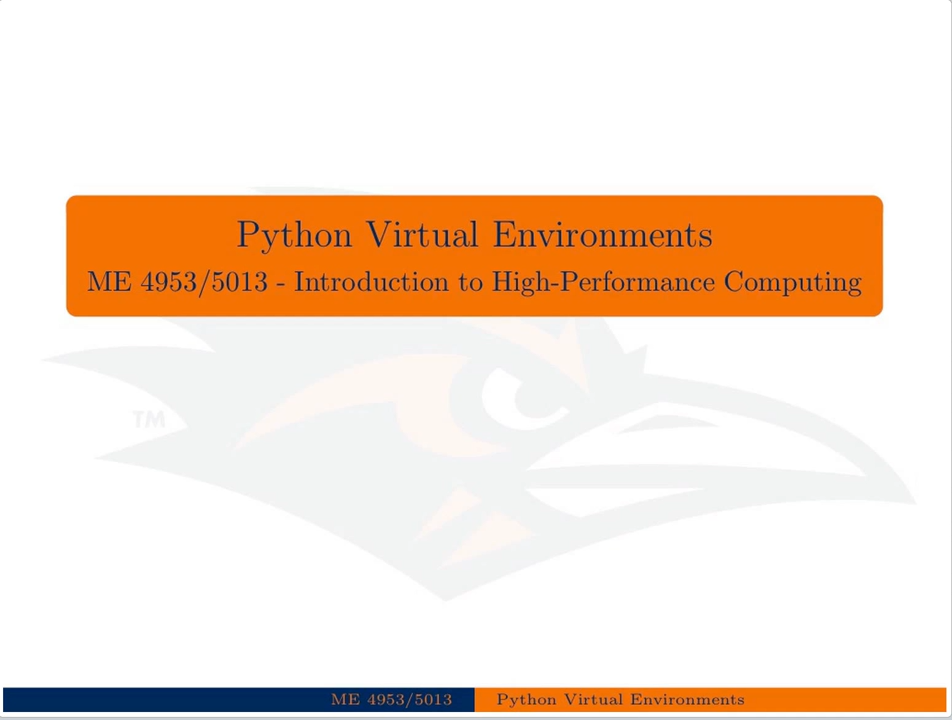 Python Virtual Environments
ME 4953/5013 - Introduction to High-Performance Computing
TM
ME 4953/5013 Python Virtual Environments